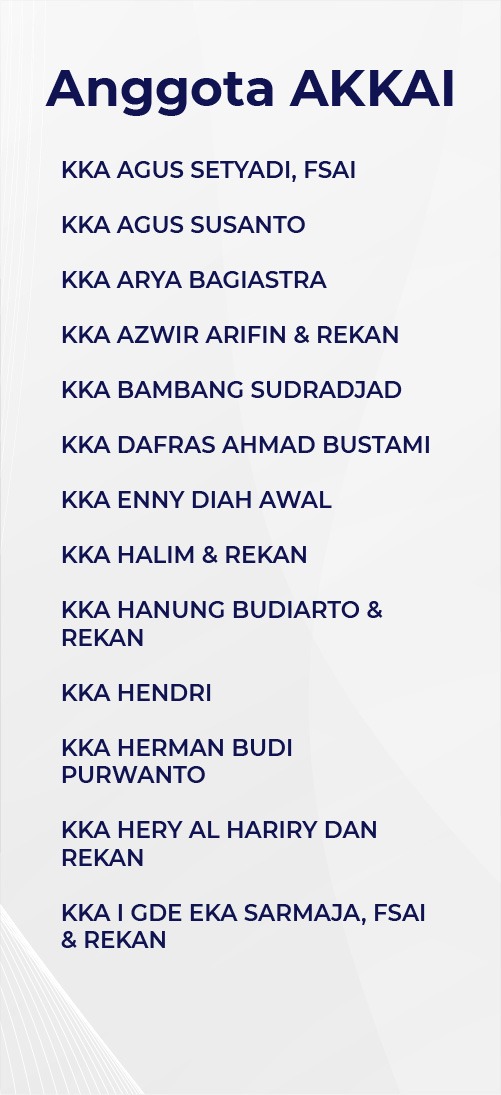 Anggota AKKAI
KKA AGUS SETYADI, FSAI
KKA AGUS SUSANTO
KKA ARYA BAGIASTRA
KKA AZWIR ARIFIN & REKAN
KKA BAMBANG SUDRADJAD
KKA DAFRAS AHMAD BUSTAMI
KKA ENNY DIAH AWAL
KKA HALIM & REKAN
KKA HANUNG BUDIARTO &
REKAN
KKA HENDRI
KKA HERMAN BUDI
PURWANTO
KKA HERY AL HARIRY DAN
REKAN
KKA I GDE EKA SARMAJA, FSAI
& REKAN